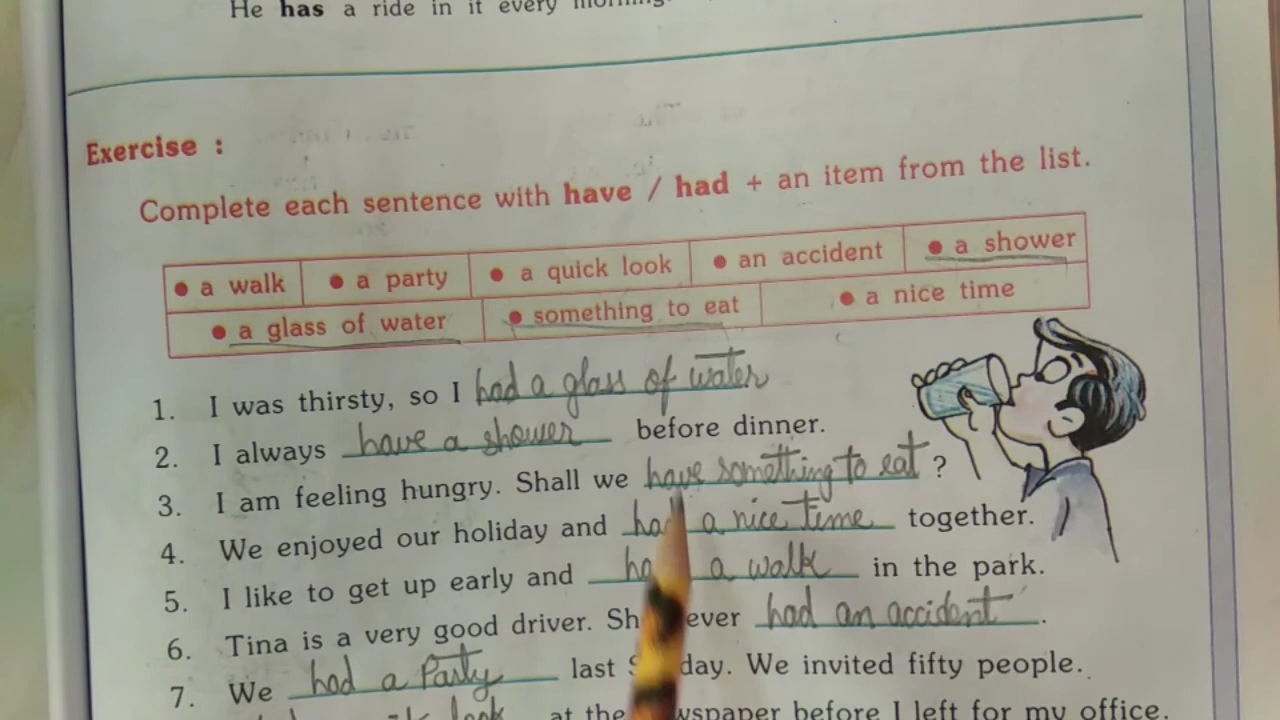 He has a ride in it every morning.
Exercise :
Complete each sentence with have / had + an item from the list.
• a walk • a party • a quick look • an accident • a shower
• a glass of water • something to eat • a nice time
1. I was thirsty, so I had a glass of water
2. I always have a shower before dinner.
3. I am feeling hungry. Shall we have something to eat ?
4. We enjoyed our holiday and had a nice time together.
5. I like to get up early and a walk in the park.
6. Tina is a very good driver. ever had an accident.
7. We had a Party last day. We invited fifty people.
look at the before I left for my office.